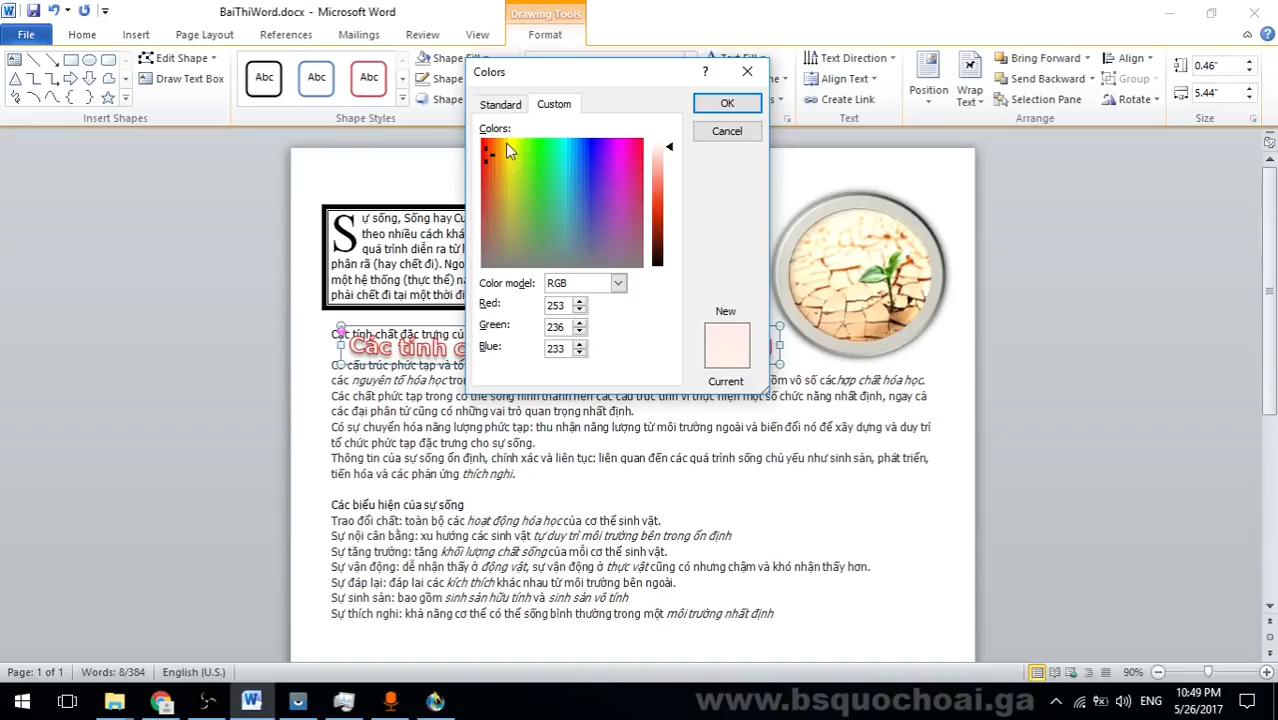 BaiThiWord.docx - Microsoft Word
Drawing Tools
File Home Insert Page Layout References Mailings Review View Format
Edit Shape
Draw Text Box
Insert Shapes
Abc Abc Abc
Shape Styles
Shape Fill
Shape
Shape
Text Fill
Text Direction
Align Text
Create Link
Text
Position
Wrap Text
Bring Forward
Send Backward
Selection Pane
Group
Rotate
Arrange
0.46"
5.44"
Size
Colors
Standard Custom
OK
Cancel
Colors:
Color model: RGB
Red: 253
Green: 236
Blue: 233
New
Current
Sự sống, Sống hay Cu
theo nhiều cách khá
quá trình diễn ra từ l
phân rã (hay chết đi). Ngo
một hệ thống (thực thể) nà
phải chết đi tại một thời đi
Các tính chất đặc trưng củ
Các tính c
Có cấu trúc phức tạp và tổ
các nguyên tố hóa học tron
ồm vô số các hợp chất hóa học.
Các chất phức tạp trong cơ thể sống hình thành nên các cấu trúc tinh vi thực hiện một số chức năng nhất định, ngay cả
các đại phân tử cũng có những vai trò quan trọng nhất định.
Có sự chuyển hóa năng lượng phức tạp: thu nhận năng lượng từ môi trường ngoài và biến đổi nó để xây dựng và duy trì
tổ chức phức tạp đặc trưng cho sự sống.
Thông tin của sự sống ổn định, chính xác và liên tục: liên quan đến các quá trình sống chủ yếu như sinh sản, phát triển,
tiến hóa và các phản ứng thích nghi.
Các biểu hiện của sự sống
Trao đổi chất: toàn bộ các hoạt động hóa học của cơ thể sinh vật.
Sự nội cân bằng: xu hướng các sinh vật tự duy trì môi trường bên trong ổn định
Sự tăng trưởng: tăng khối lượng chất sống của mỗi cơ thể sinh vật.
Sự vận động: dễ nhận thấy ở động vật, sự vận động ở thực vật cũng có nhưng chậm và khó nhận thấy hơn.
Sự đáp lại: đáp lai các kích thích khác nhau từ môi trường bên ngoài.
Sự sinh sản: bao gồm sinh sản hữu tính và sinh sản vô tính
Sự thích nghi: khả năng cơ thể có thể sống bình thường trong một môi trường nhất định
Page: 1 of 1 Words: 8/384 English (U.S.) 90%
www.bsquochoai.ga
ENG
10:49 PM
5/26/2017